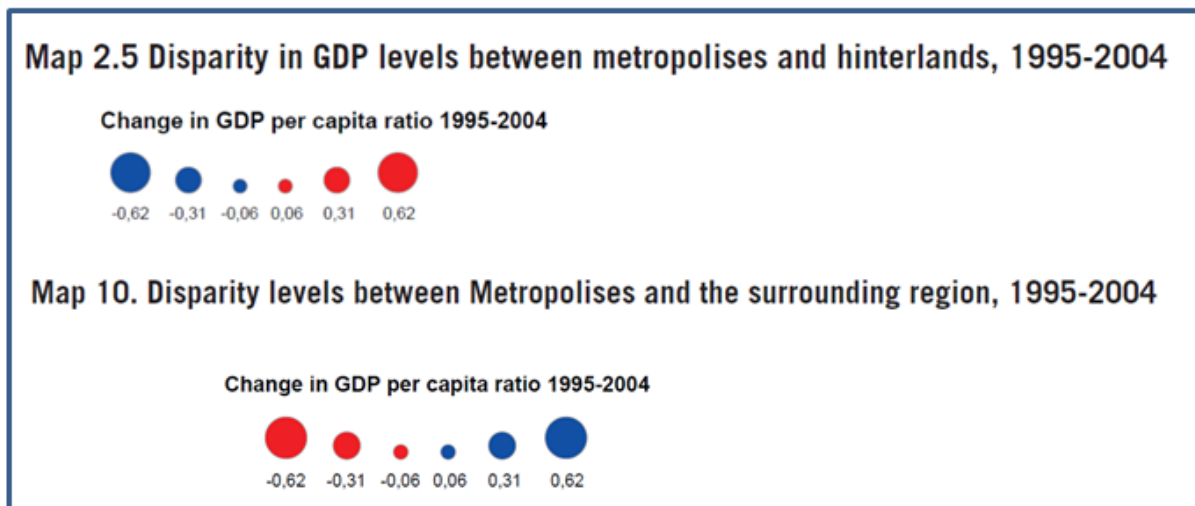 Map 2.5 Disparity in GDP levels between metropolises and hinterlands, 1995-2004
Change in GDP per capita ratio 1995-2004
-0,62 -0,31 -0,06 0,06 0,31 0,62
Map 10. Disparity levels between Metropolises and the surrounding region, 1995-2004
Change in GDP per capita ratio 1995-2004
-0,62 -0,31 -0,06 0,06 0,31 0,62